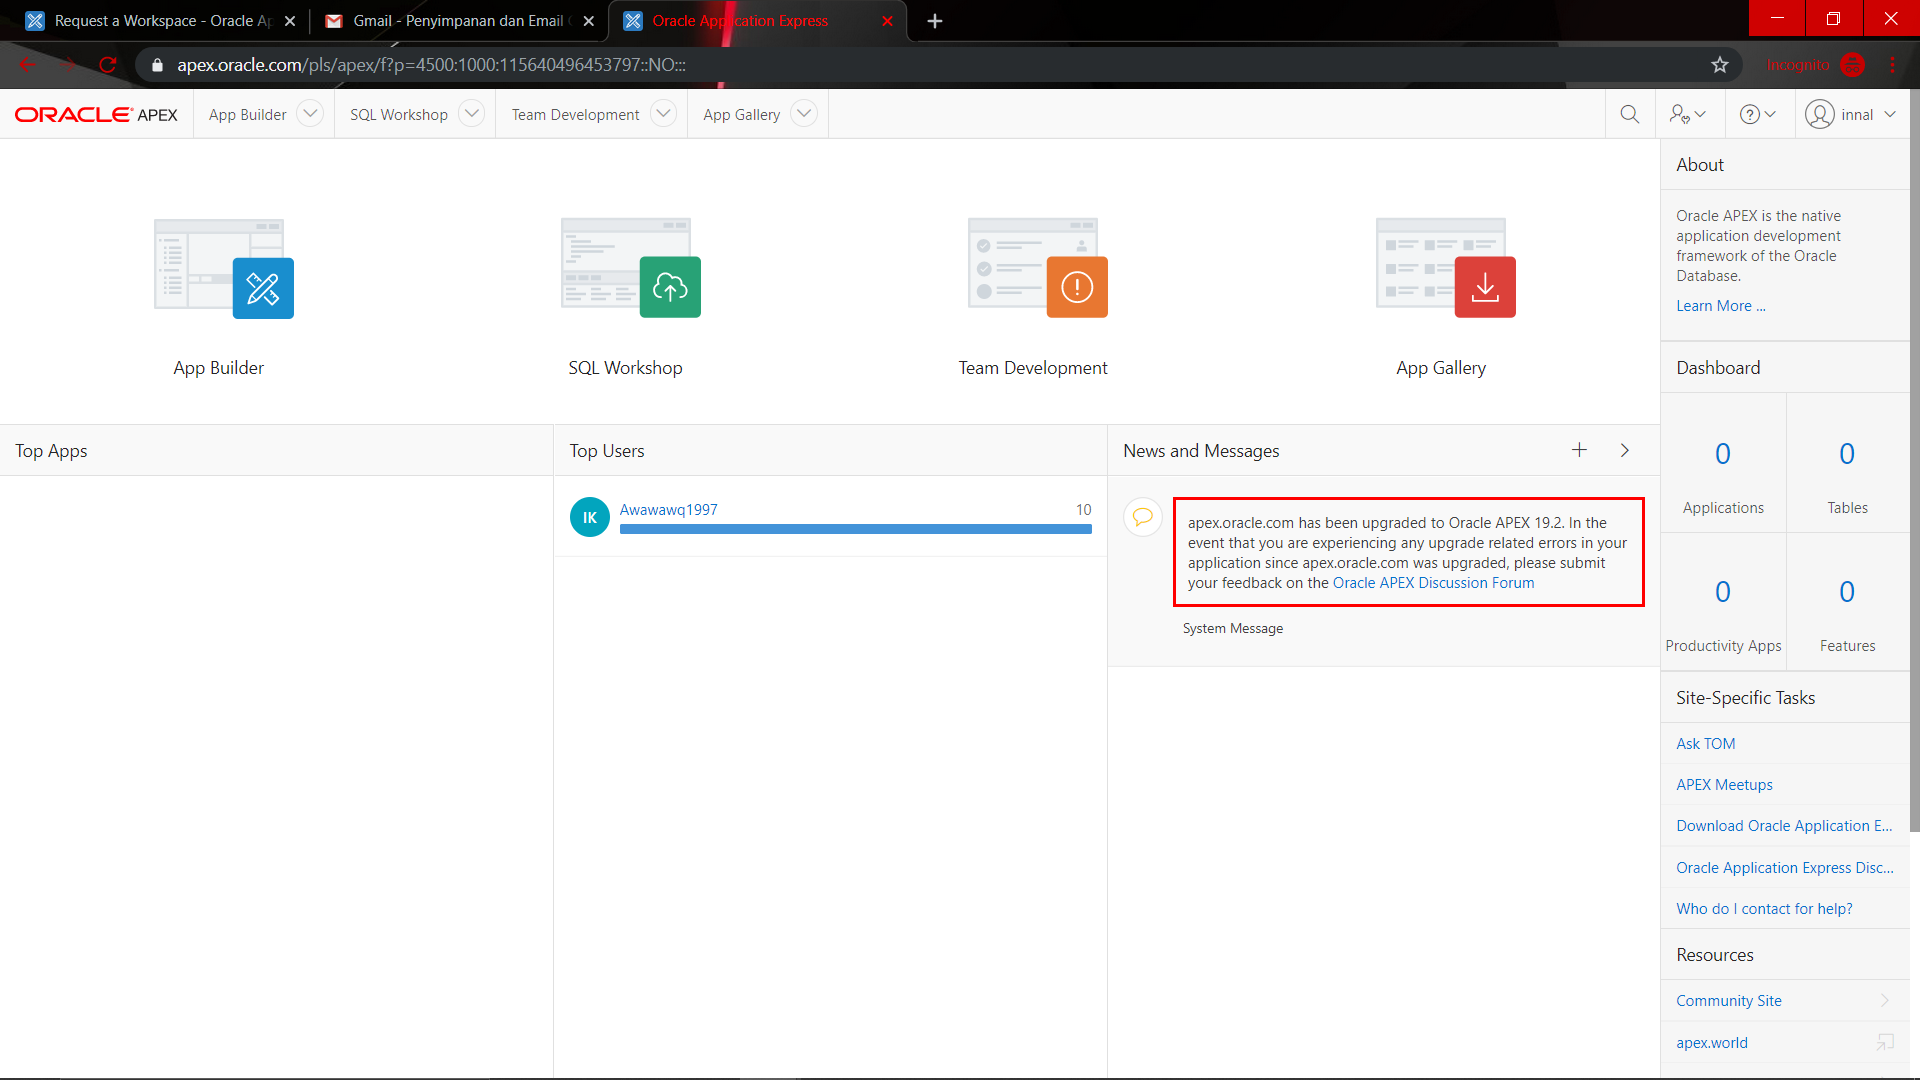 Request a Workspace - Oracle Ap
Gmail - Penyimpanan dan Email
Oracle Application Express
apex.oracle.com/pls/apex/f?p=4500:1000:115640496453797::NO:::
Incognito
ORACLE APEX
App Builder
SQL Workshop
Team Development
App Gallery
innal
App Builder
SQL Workshop
Team Development
App Gallery
About
Oracle APEX is the native
application development
framework of the Oracle
Database.
Learn More ...
Dashboard
0
Applications
0
Tables
0
Productivity Apps
0
Features
Top Apps
Top Users
IK
Awawawq1997
10
News and Messages
apex.oracle.com has been upgraded to Oracle APEX 19.2. In the
event that you are experiencing any upgrade related errors in your
application since apex.oracle.com was upgraded, please submit
your feedback on the Oracle APEX Discussion Forum
System Message
Site-Specific Tasks
Ask TOM
APEX Meetups
Download Oracle Application E...
Oracle Application Express Disc...
Who do I contact for help?
Resources
Community Site
apex.world